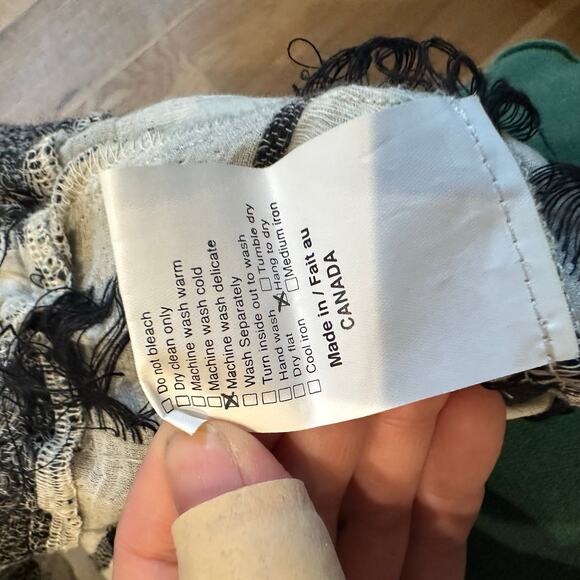 ☐ Do not bleach
☐ Dry clean only
☐ Machine wash warm
☐ Machine wash cold
☐ Machine wash delicate
☒ Machine wash delicate
☐ Wash Separately
☐ Turn inside out to wash
☐ Hand wash ☐ Tumble dry
☐ Dry flat ☒ Hang to dry
☐ Cool iron ☐ Medium iron
Made in / Fait au
CANADA